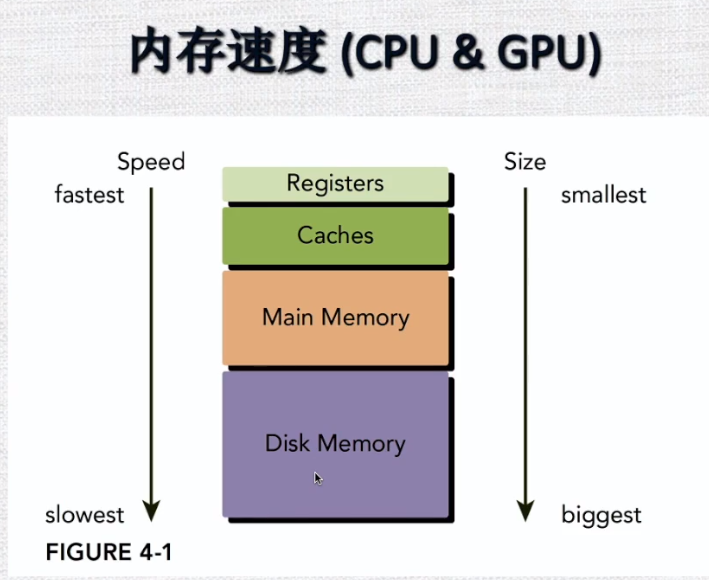 内存速度 (CPU & GPU)
Speed
Size
fastest
Registers
smallest
Caches
Main Memory
Disk Memory
slowest
biggest
FIGURE 4-1